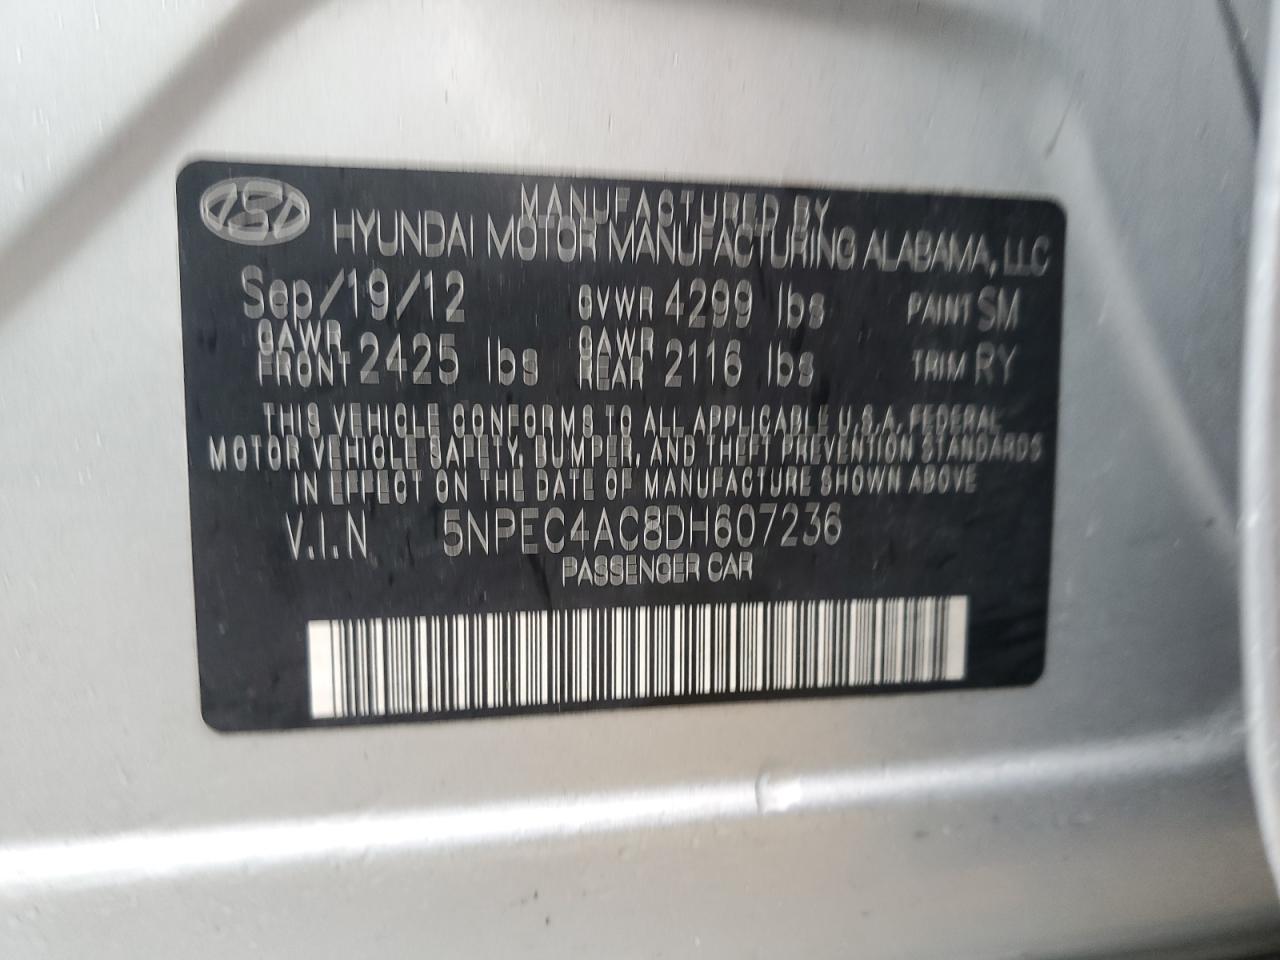 MANUFACTURED BY
HYUNDAI MOTOR MANUFACTURING ALABAMA, LLC
Sep/19/12 GVWR 4299 lbs PAINT SM
GAWR FRONT 2425 lbs GAWR REAR 2116 lbs TRIM RY
THIS VEHICLE CONFORMS TO ALL APPLICABLE U.S.A. FEDERAL
MOTOR VEHICLE SAFETY, BUMPER, AND THEFT PREVENTION STANDARDS
IN EFFECT ON THE DATE OF MANUFACTURE SHOWN ABOVE
V.I.N 5NPEC4AC8DH607236
PASSENGER CAR